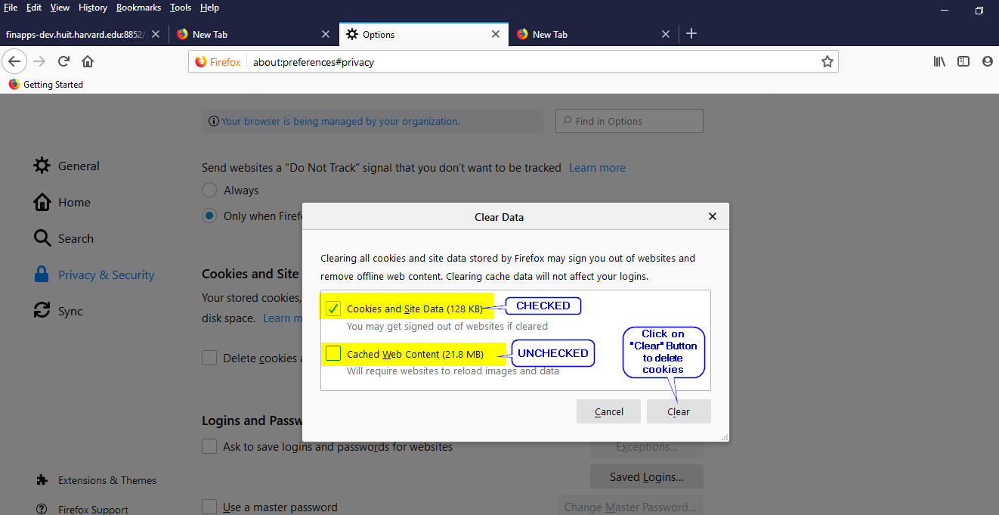 File Edit View History Bookmarks Tools Help
finapps-dev.huit.harvard.edu:8852/
New Tab
Options
New Tab
Firefox about:preferences#privacy
Getting Started
Your browser is being managed by your organization.
Find in Options
General
Home
Search
Privacy & Security
Sync
Extensions & Themes
Firefox Support
Send websites a “Do Not Track” signal that you don’t want to be tracked Learn more
Always
Only when Firef
Cookies and Site
Your stored cookies,
disk space. Learn m
Delete cookies a
Logins and Passw
Ask to save logins and passwords for websites
Exceptions...
Saved Logins...
Use a master password
Change Master Password...
Clear Data
Clearing all cookies and site data stored by Firefox may sign you out of websites and
remove offline web content. Clearing cache data will not affect your logins.
Cookies and Site Data (128 KB)
CHECKED
You may get signed out of websites if cleared
Cached Web Content (21.8 MB)
UNCHECKED
Will require websites to reload images and data
Click on
"Clear" Button
to delete
cookies
Cancel
Clear